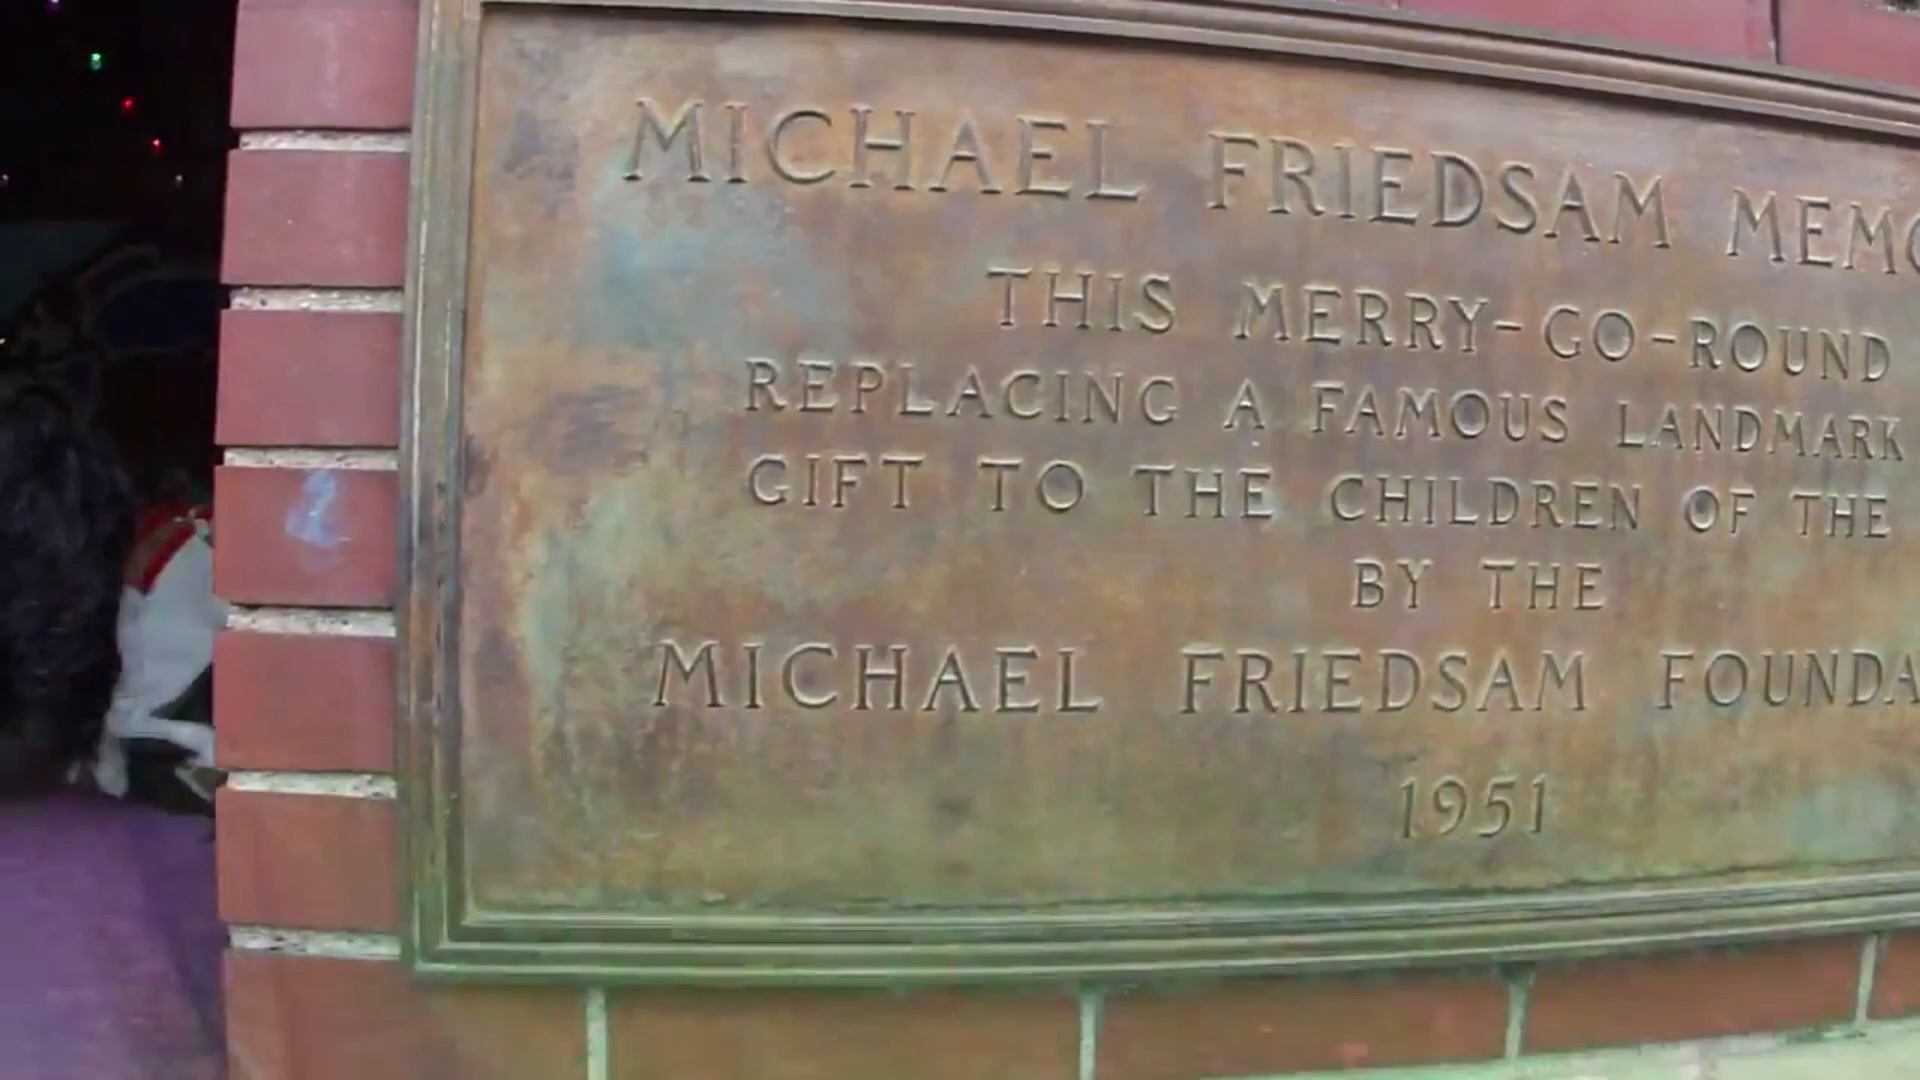 MICHAEL FRIEDSAM MEMO
THIS MERRY-GO-ROUND
REPLACING A FAMOUS LANDMARK
GIFT TO THE CHILDREN OF THE
BY THE
MICHAEL FRIEDSAM FOUNDA
1951